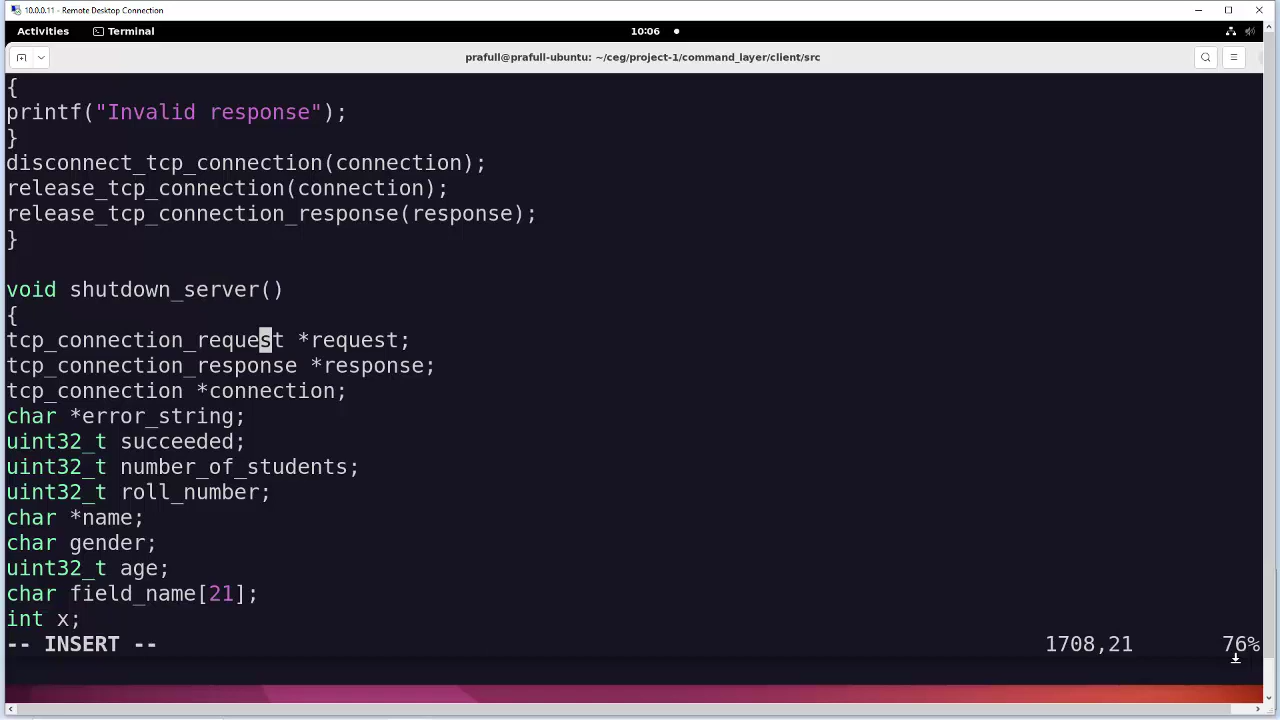 10.0.0.11 - Remote Desktop Connection
Activities
Terminal
10:06
prafull@prafull-ubuntu: ~/ceg/project-1/command_layer/client/src
{
printf("Invalid response");
}
disconnect_tcp_connection(connection);
release_tcp_connection(connection);
release_tcp_connection_response(response);
}
void shutdown_server()
{
tcp_connection_request *request;
tcp_connection_response *response;
tcp_connection *connection;
char *error_string;
uint32_t succeeded;
uint32_t number_of_students;
uint32_t roll_number;
char *name;
char gender;
uint32_t age;
char field_name[21];
int x;
-- INSERT -- 1708,21 76%